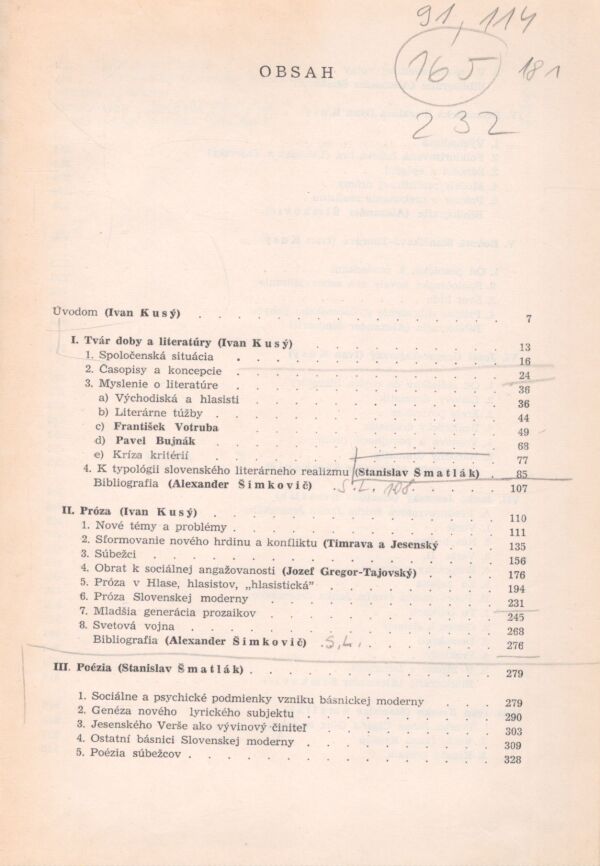 91, 114
OBSAH
165 181
232
Úvodom (Ivan Kusý) . . . . . . . . . . . 7
I. Tvár doby a literatúry (Ivan Kusý) . . . . . . . . 13
1. Spoločenská situácia . . . . . . . . . . 16
2. Časopisy a koncepcie . . . . . . . . . . 24
3. Myslenie o literatúre . . . . . . . . . . 36
a) Východiská a hlasisti . . . . . . . . . 36
b) Literárne túžby . . . . . . . . . . 44
c) František Votruba . . . . . . . . . . 49
d) Pavel Bujnák . . . . . . . . . . . 68
e) Kríza kritérií . . . . . . . . . . . 77
4. K typológii slovenského literárneho realizmu (Stanislav Šmatlák) . 85
Bibliografia (Alexander Šimkovič) . S. L. 108 . . . . 107
II. Próza (Ivan Kusý) . . . . . . . . . . . 110
1. Nové témy a problémy . . . . . . . . . . 111
2. Sformovanie nového hrdinu a konfliktu (Timrava a Jesenský . . 135
3. Súbežci . . . . . . . . . . . . . 156
4. Obrat k sociálnej angažovanosti (Jozef Gregor-Tajovský) . . . 176
5. Próza v Hlase, hlasistov, „hlasistická” . . . . . . . 194
6. Próza Slovenskej moderny . . . . . . . . . 231
7. Mladšia generácia prozaikov . . . . . . . . . 245
8. Svetová vojna . . . . . . . . . . . 268
Bibliografia (Alexander Šimkovič) . S. L. . . . . . 276
III. Poézia (Stanislav Šmatlák) . . . . . . . . . . 279
1. Sociálne a psychické podmienky vzniku básnickej moderny . . . 279
2. Genéza nového lyrického subjektu . . . . . . . . 290
3. Jesenského Verše ako vývinový činiteľ . . . . . . . 303
4. Ostatní básnici Slovenskej moderny . . . . . . . . 309
5. Poézia súbežcov . . . . . . . . . . . 328